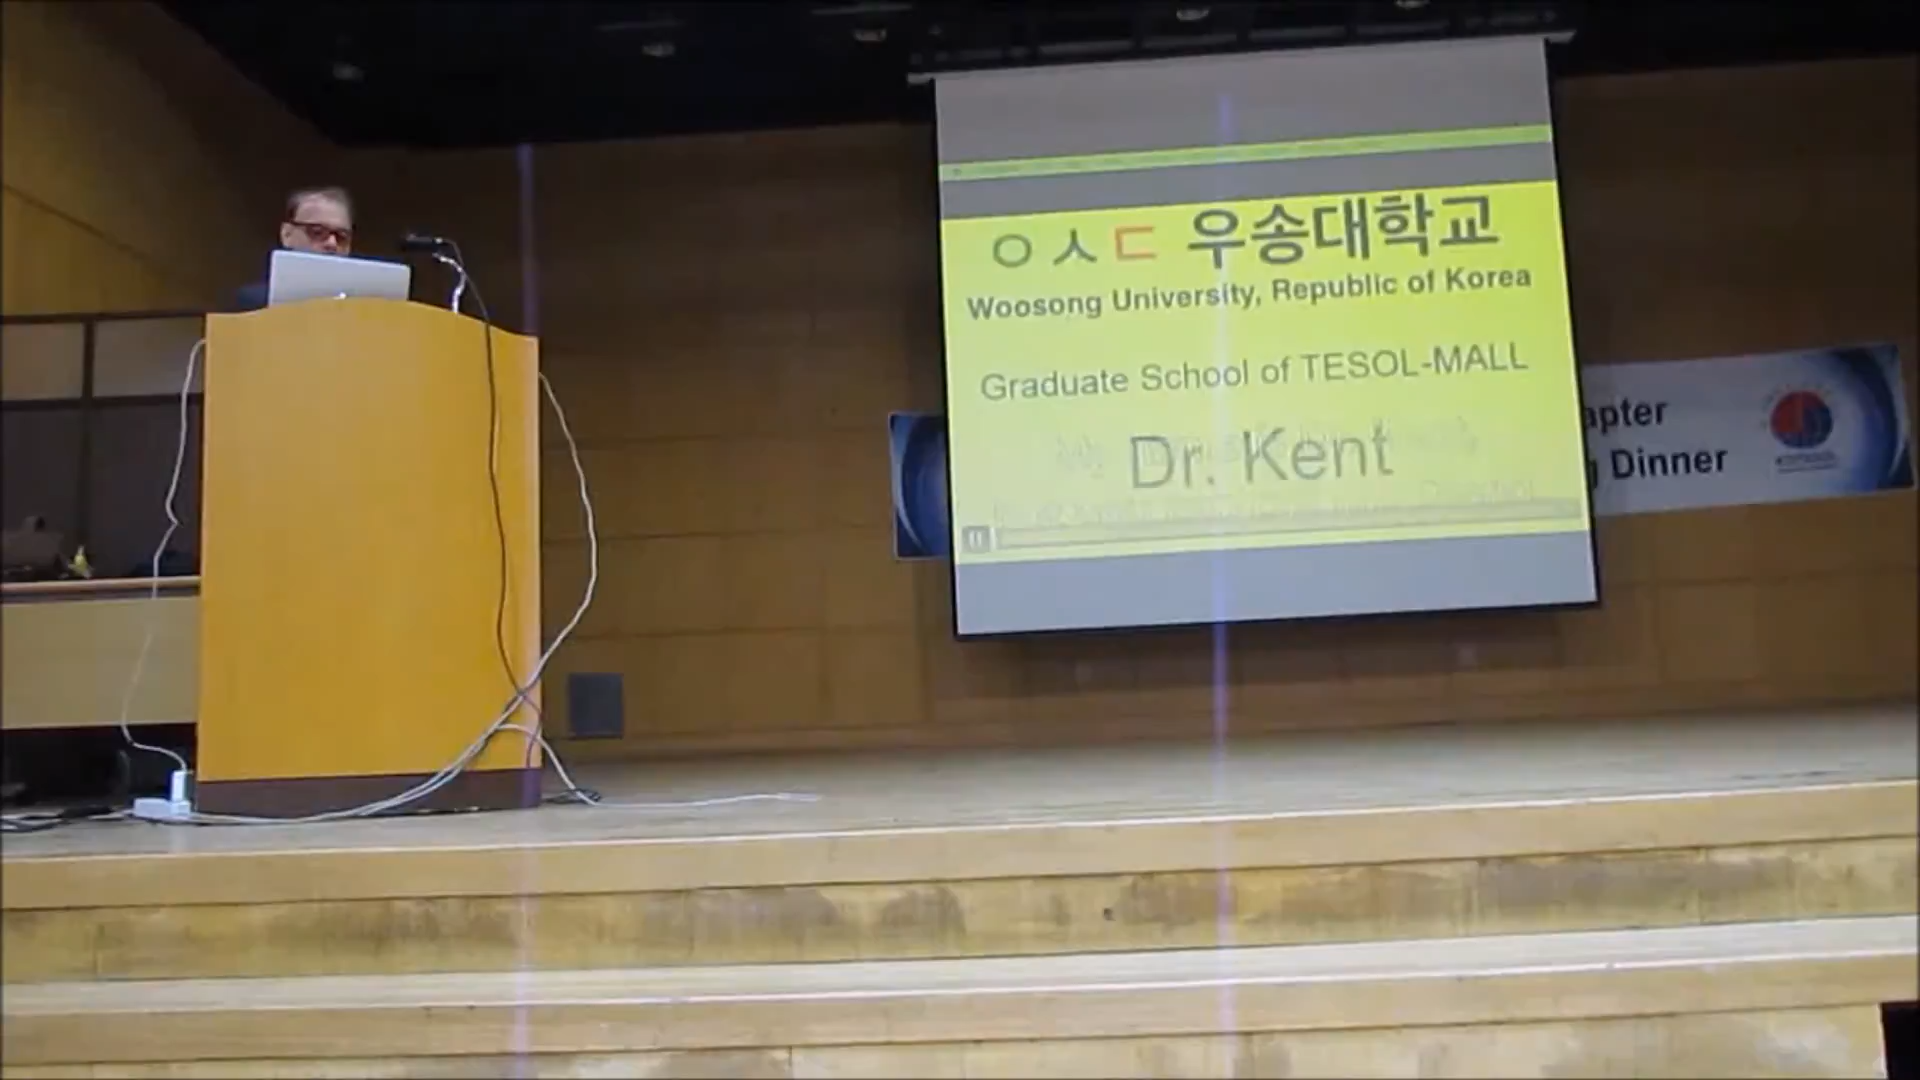 ㅇㅅㄷ 우송대학교
Woosong University, Republic of Korea
Graduate School of TESOL-MALL
Dr. Kent
Dinner